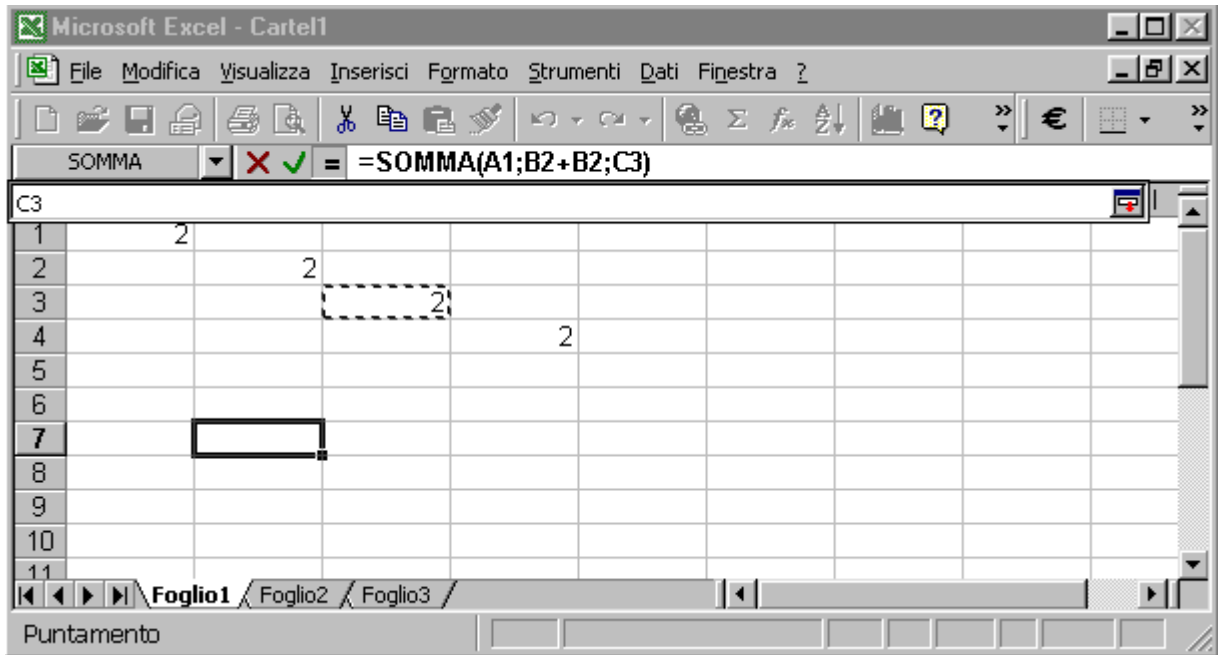 Microsoft Excel - Cartel1
File Modifica Visualizza Inserisci Formato Strumenti Dati Finestra ?
SOMMA = =SOMMA(A1;B2+B2;C3)
C3
1 2
2 2
3 2
4 2
5
6
7
8
9
10
11
Foglio1 Foglio2 Foglio3
Puntamento